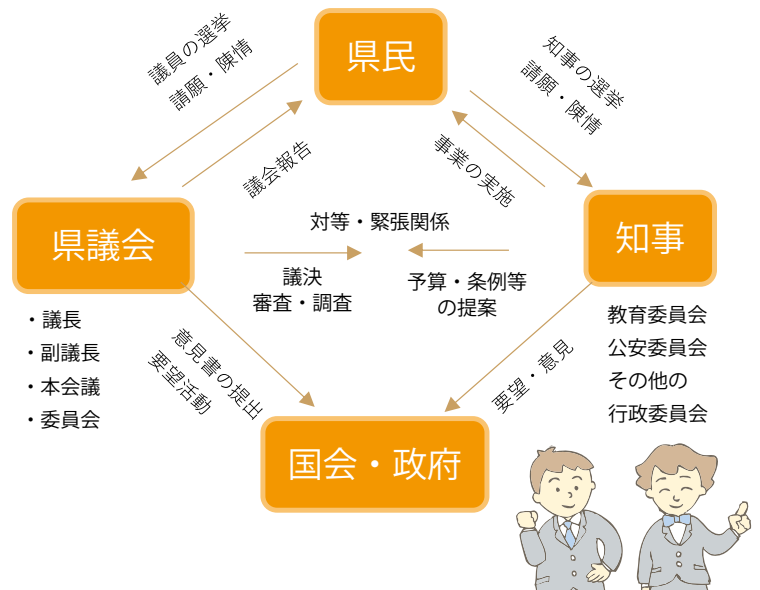 県民
議員の選挙
請願・陳情
議会報告
知事の選挙
請願・陳情
事業の実施
県議会
対等・緊張関係
知事
議決
審査・調査
予算・条例等
の提案
・議長
・副議長
・本会議
・委員会
意見書の提出
要望活動
要望・意見
教育委員会
公安委員会
その他の
行政委員会
国会・政府